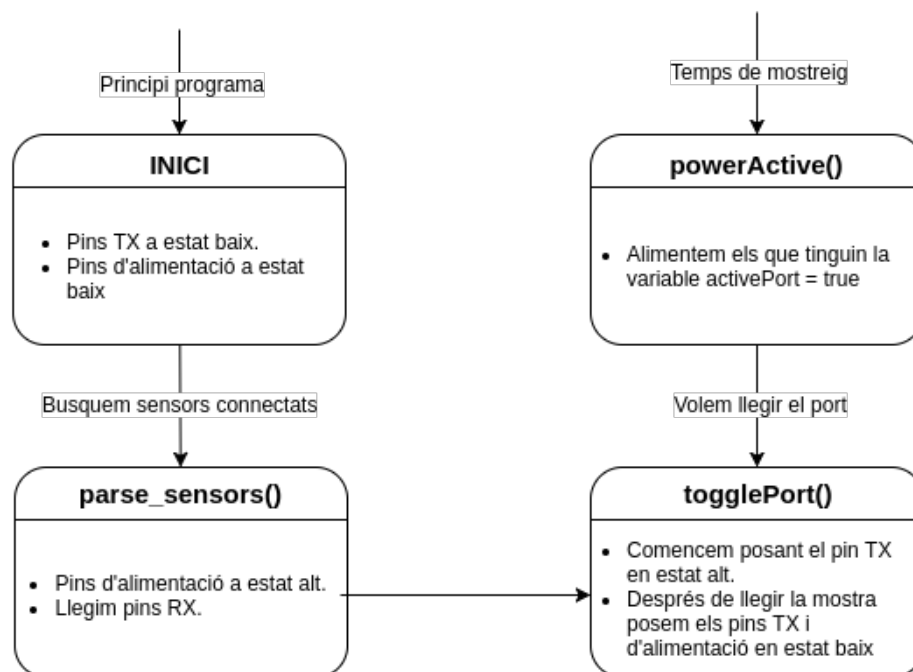 Principi programa
INICI
• Pins TX a estat baix.
• Pins d'alimentació a estat
baix
Busquem sensors connectats
parse_sensors()
• Pins d'alimentació a estat alt.
• Llegim pins RX.
Temps de mostreig
powerActive()
• Alimentem els que tinguin la
variable activePort = true
Volem llegir el port
togglePort()
• Comencem posant el pin TX
en estat alt.
• Després de llegir la mostra
posem els pins TX i
d'alimentació en estat baix